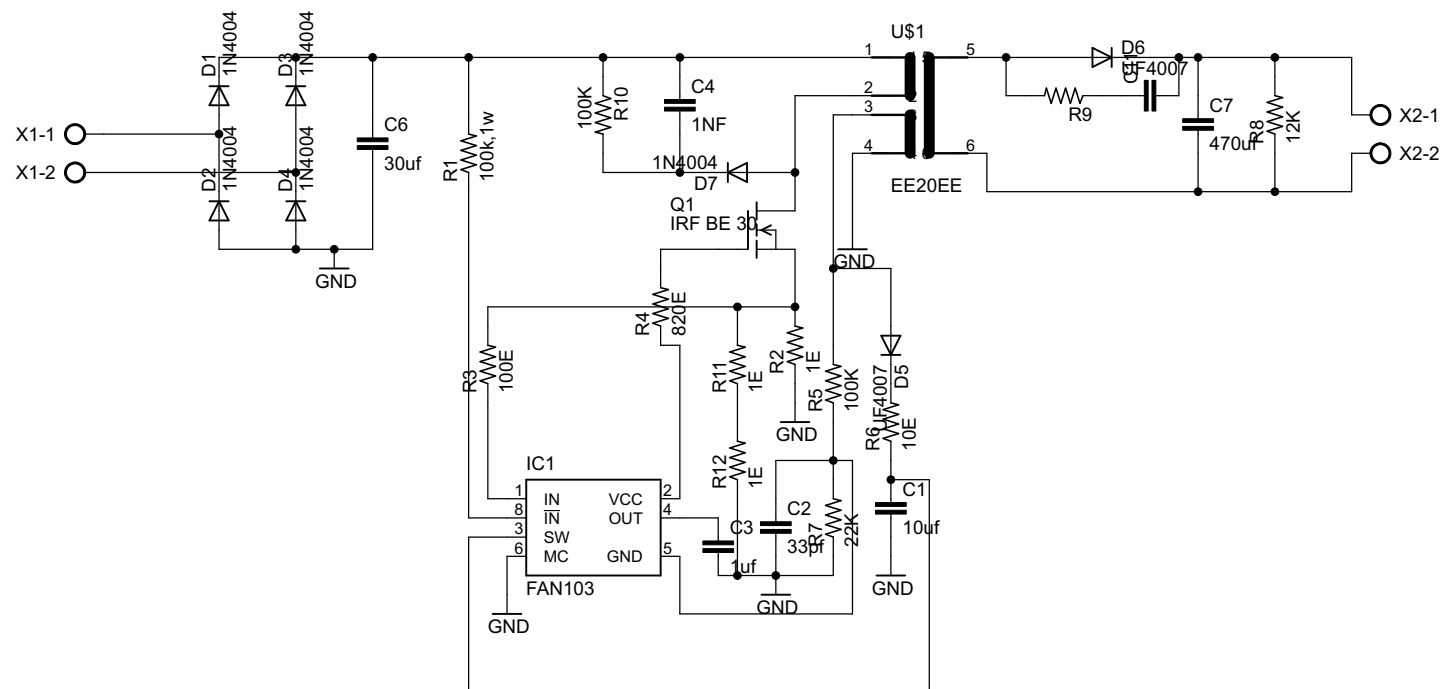 D1
1N4004
D3
1N4004
X1-1
X1-2
D2
1N4004
D4
1N4004
GND
C6
30uf
R1
100k,1w
100K
R10
C4
1NF
1N4004
D7
Q1
IRF BE 30
U$1
1
2
3
4
5
6
EE20EE
GND
D6
UF4007
R9
C7
470uf
R8
12K
X2-1
X2-2
R4
820E
R3
100E
R11
1E
R2
1E
GND
R12
1E
R5
100K
UF4007
D5
R6
10E
IC1
1
8
3
6
IN
IN
SW
MC
VCC
OUT
GND
2
4
5
FAN103
GND
C3
1uf
C2
33pf
R7
22K
GND
C1
10uf
GND